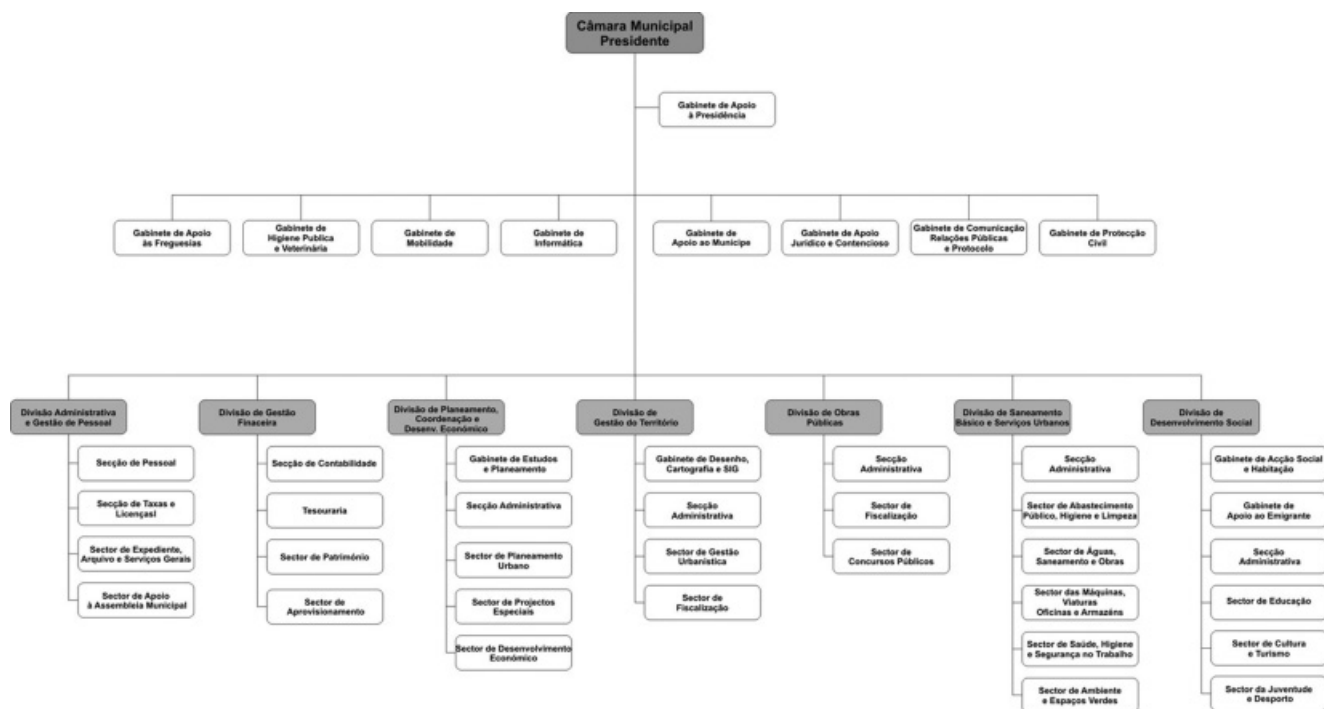 Câmara Municipal
Presidente
Gabinete de Apoio
à Presidência
Gabinete de Apoio
às Freguesias
Gabinete de
Higiene Publica
e Veterinária
Gabinete de
Mobilidade
Gabinete de
Informática
Gabinete de
Apoio ao Municipe
Gabinete de Apoio
Jurídico e Contencioso
Gabinete de Comunicação
Relações Públicas
e Protocolo
Gabinete de Protecção
Civil
Divisão Administrativa
e Gestão de Pessoal
Secção de Pessoal
Secção de Taxas e
Licençasl
Sector de Expediente,
Arquivo e Serviços Gerais
Sector de Apoio
à Assembleia Municipal
Divisão de Gestão
Finaceira
Secção de Contabilidade
Tesouraria
Sector de Património
Sector de
Aprovisionamento
Divisão de Planeamento,
Coordenação e
Desenv. Económico
Gabinete de Estudos
e Planeamento
Secção Administrativa
Sector de Planeamento
Urbano
Sector de Projectos
Especiais
Sector de Desenvolvimento
Económico
Divisão de
Gestão do Território
Gabinete de Desenho,
Cartografia e SIG
Secção
Administrativa
Sector de Gestão
Urbanística
Sector de
Fiscalização
Divisão de Obras
Públicas
Secção
Administrativa
Sector de
Fiscalização
Sector de
Concursos Públicos
Divisão de Saneamento
Básico e Serviços Urbanos
Secção
Administrativa
Sector de Abastecimento
Público, Higiene e Limpeza
Sector de Águas,
Saneamento e Obras
Sector das Máquinas,
Viaturas
Oficinas e Armazéns
Sector de Saúde, Higiene
e Segurança no Trabalho
Sector de Ambiente
e Espaços Verdes
Divisão de
Desenvolvimento Social
Gabinete de Acção Social
e Habitação
Gabinete de
Apoio ao Emigrante
Secção
Administrativa
Sector de Educação
Sector de Cultura
e Turismo
Sector da Juventude
e Desporto